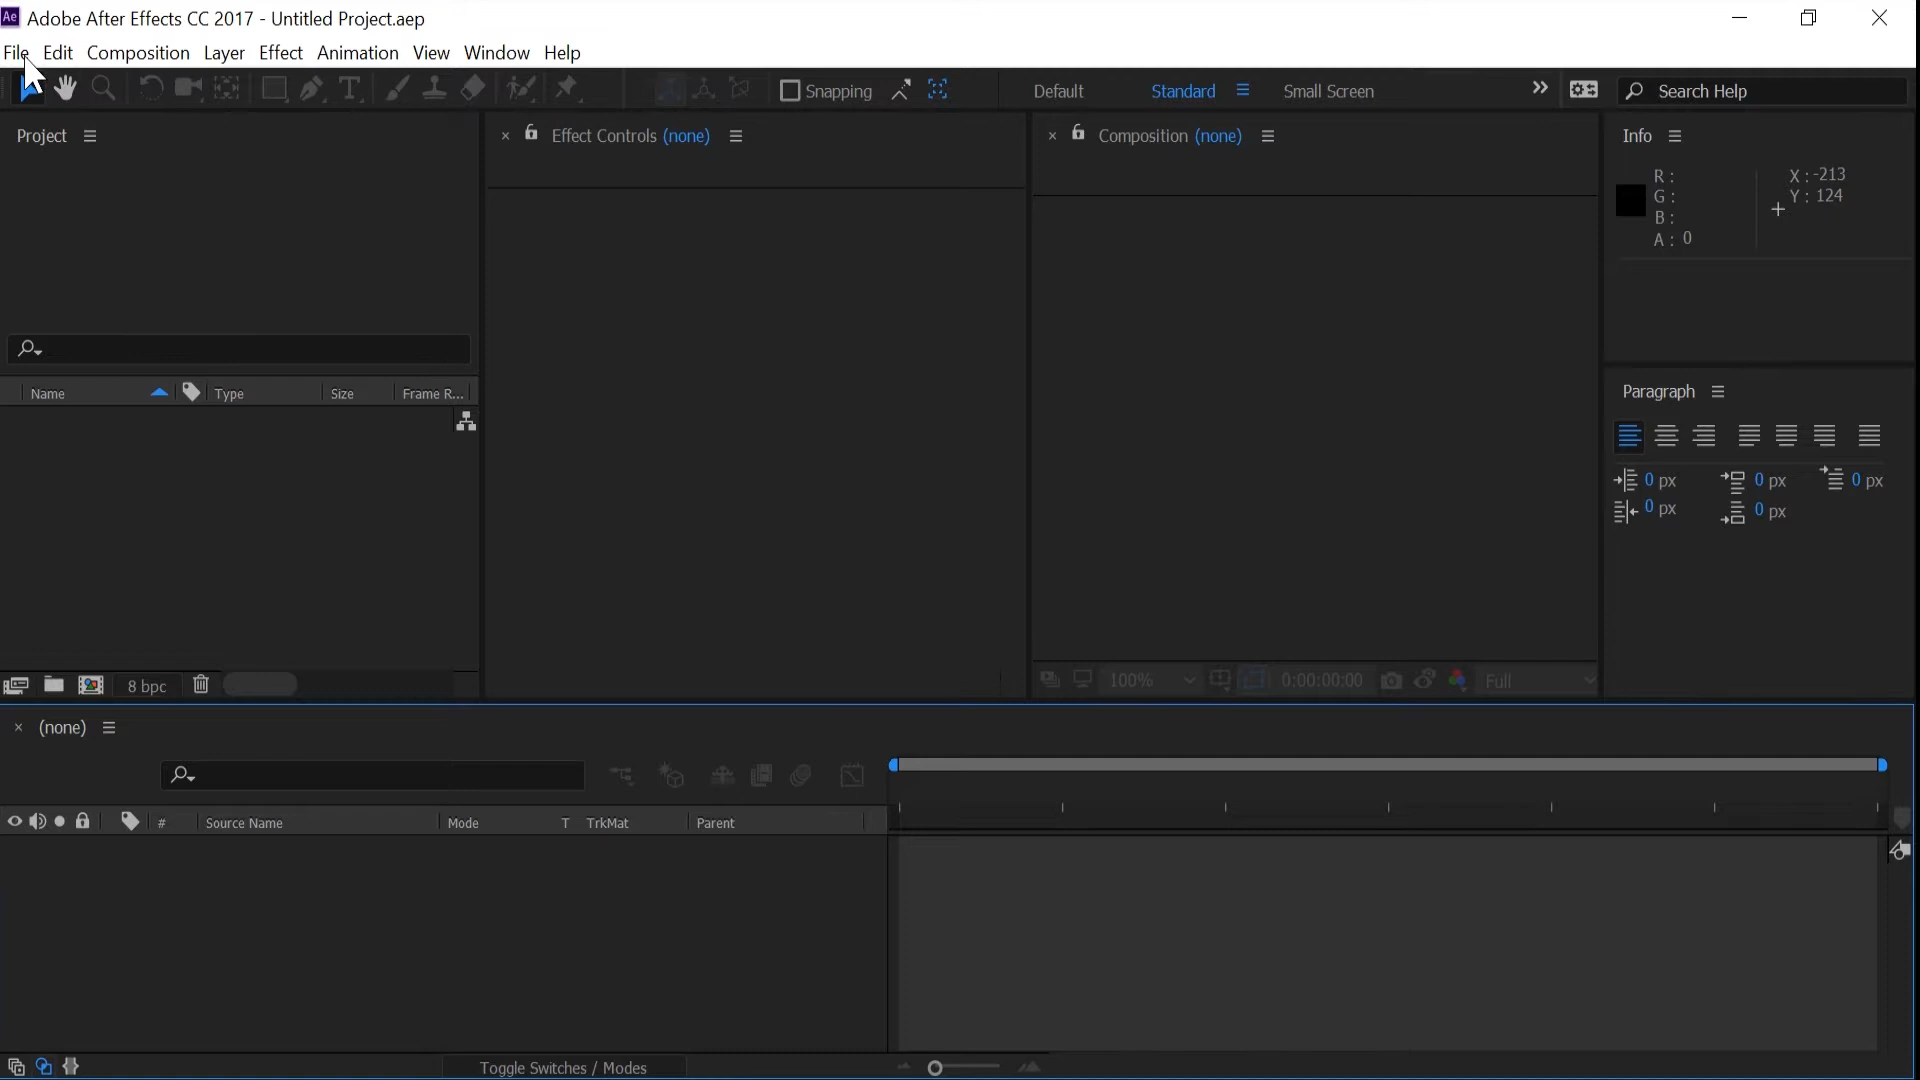 Ae Adobe After Effects CC 2017 - Untitled Project.aep
File Edit Composition Layer Effect Animation View Window Help
T Snapping Default Standard Small Screen Search Help
Project Effect Controls (none) Composition (none) Info
R : X : -213
G : Y : 124
B :
A : 0
Name Type Size Frame R...
Paragraph
0 px 0 px 0 px
0 px 0 px
8 bpc 100% 0:00:00:00 Full
(none)
# Source Name Mode T TrkMat Parent
Toggle Switches / Modes